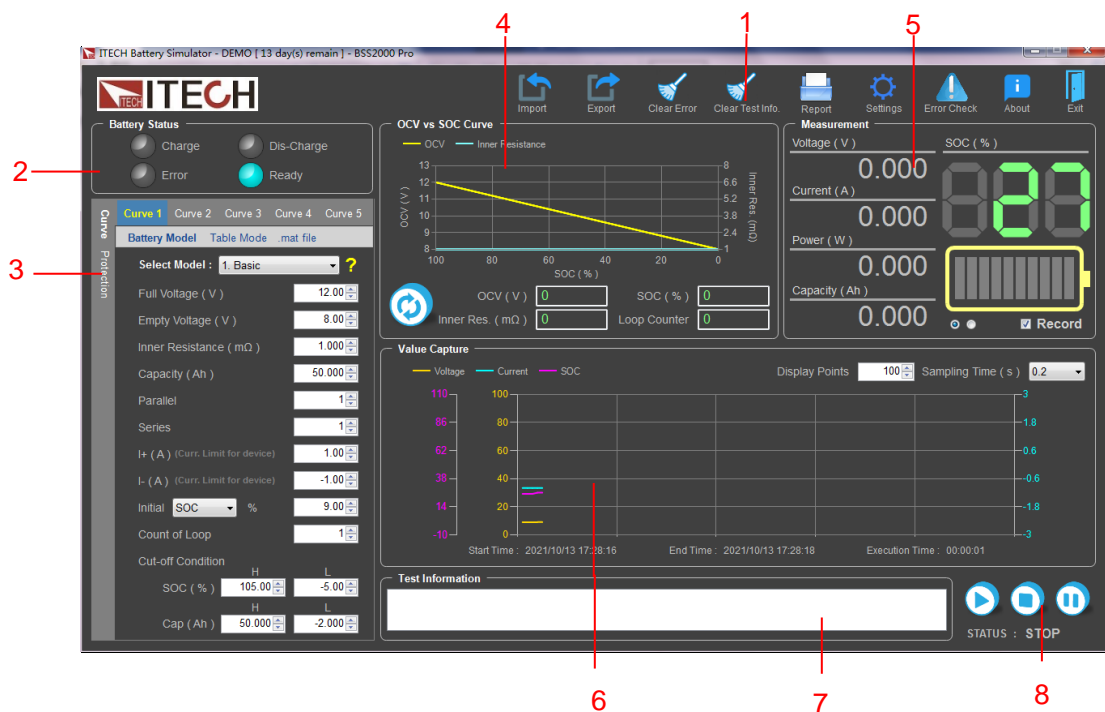 4
1
5
ITECH Battery Simulator - DEMO [ 13 day(s) remain ] - BSS2000 Pro
ITECH ITECH
Import Export Clear Error Clear Test Info. Report Settings Error Check About Exit
Battery Status
Charge Dis-Charge
Error Ready
2
Curve
Protection
3
Curve 1 Curve 2 Curve 3 Curve 4 Curve 5
Battery Model Table Mode .mat file
Select Model : 1. Basic ?
Full Voltage ( V ) 12.00
Empty Voltage ( V ) 8.00
Inner Resistance ( mΩ ) 1.000
Capacity ( Ah ) 50.000
Parallel 1
Series 1
I+ ( A ) (Curr. Limit for device) 1.00
I- ( A ) (Curr. Limit for device) -1.00
Initial SOC % 9.00
Count of Loop 1
Cut-off Condition
H L
SOC ( % ) 105.00 -5.00
H L
Cap ( Ah ) 50.000 -2.000
OCV vs SOC Curve
OCV Inner Resistance
OCV ( V )
13
12
11
10
9
8
100 80 60 40 20 0
SOC ( % )
8
6.6
5.2
3.8
2.4
1
Inner Res. (mΩ)
OCV ( V ) 0 SOC ( % ) 0
Inner Res. ( mΩ ) 0 Loop Counter 0
Measurement
Voltage ( V )
0.000
Current ( A )
0.000
Power ( W )
0.000
Capacity ( Ah )
0.000
SOC ( % )
27
Record
Value Capture
Voltage Current SOC
Display Points 100 Sampling Time ( s ) 0.2
110 100 3
86 80 1.8
62 60 0.6
38 40 -0.6
14 20 -1.8
-10 0 -3
Start Time : 2021/10/13 17:28:16 End Time : 2021/10/13 17:28:18 Execution Time : 00:00:01
Test Information
STATUS : STOP
6
7
8